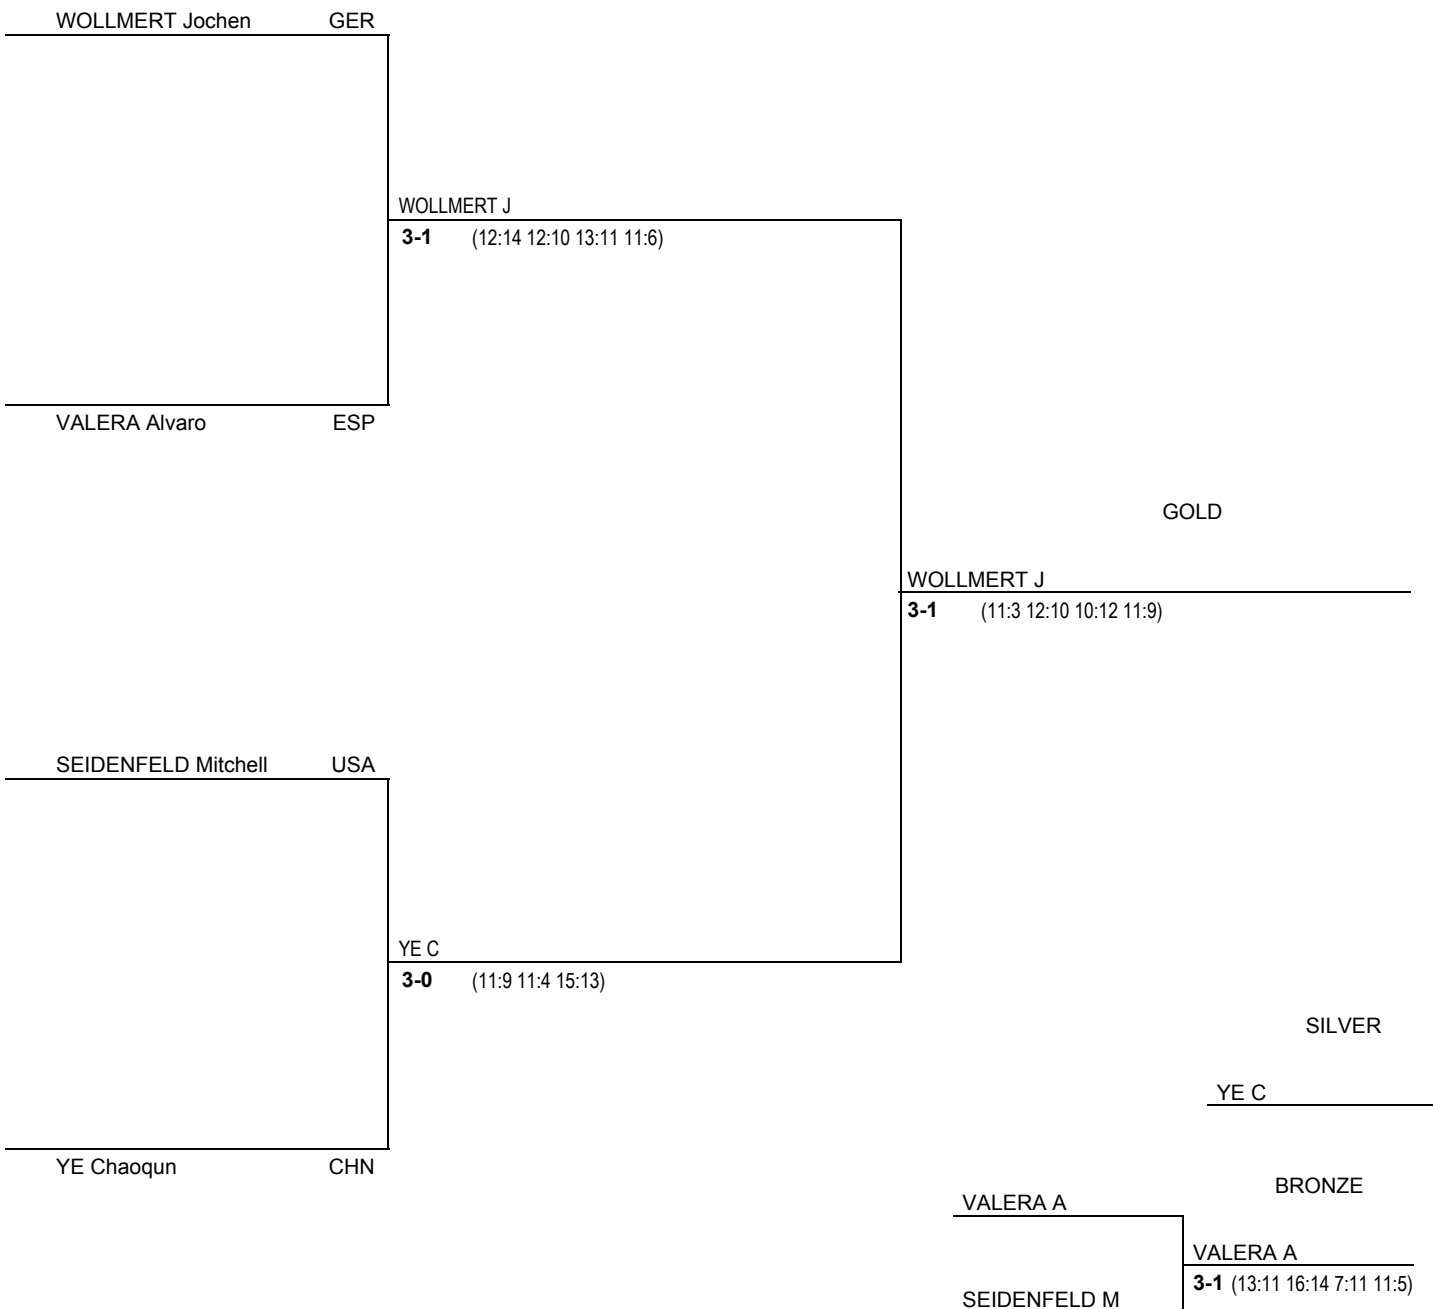 WOLLMERT Jochen GER
WOLLMERT J
3-1 (12:14 12:10 13:11 11:6)
VALERA Alvaro ESP
GOLD
WOLLMERT J
3-1 (11:3 12:10 10:12 11:9)
SEIDENFELD Mitchell USA
YE C
3-0 (11:9 11:4 15:13)
SILVER
YE C
YE Chaoqun CHN
BRONZE
VALERA A
VALERA A
3-1 (13:11 16:14 7:11 11:5)
SEIDENFELD M